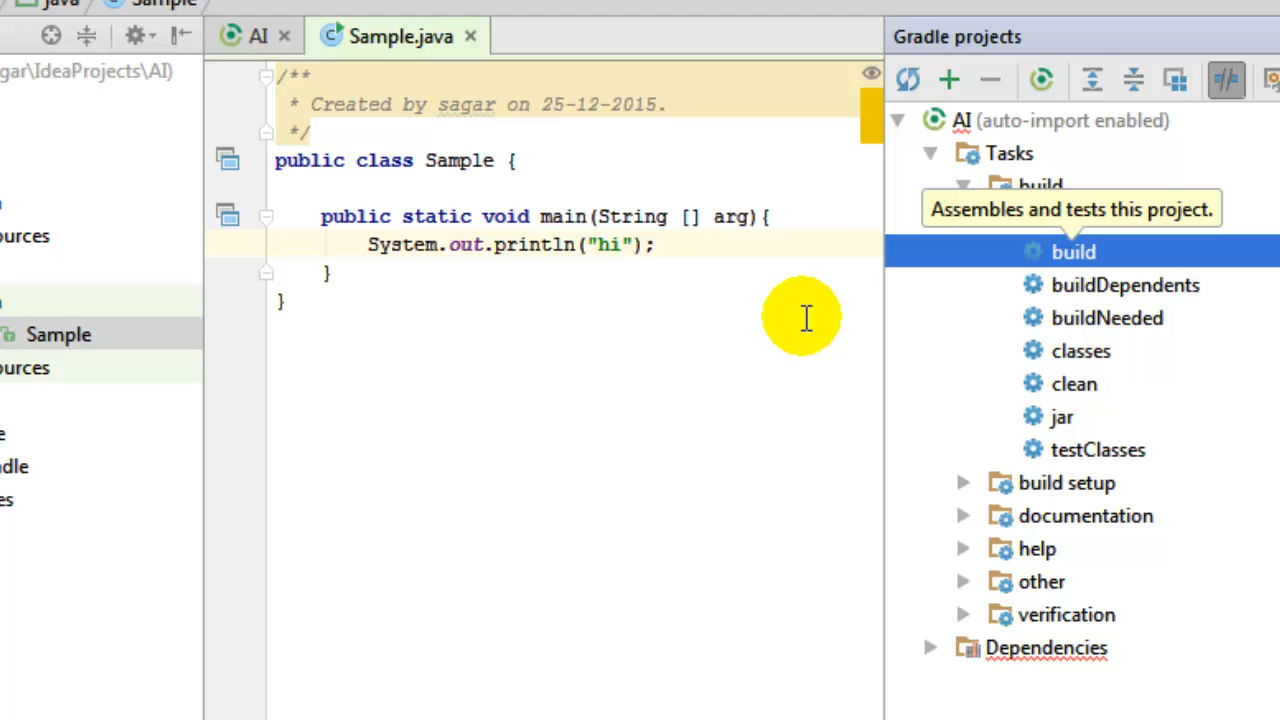 java Sample
AI Sample.java
gar\IdeaProjects\AI)
ources
Sample
ources
dle
es
/**
* Created by sagar on 25-12-2015.
*/
public class Sample {
public static void main(String [] arg){
System.out.println("hi");
}
}
Gradle projects
AI (auto-import enabled)
Tasks
build
Assembles and tests this project.
build
buildDependents
buildNeeded
classes
clean
jar
testClasses
build setup
documentation
help
other
verification
Dependencies